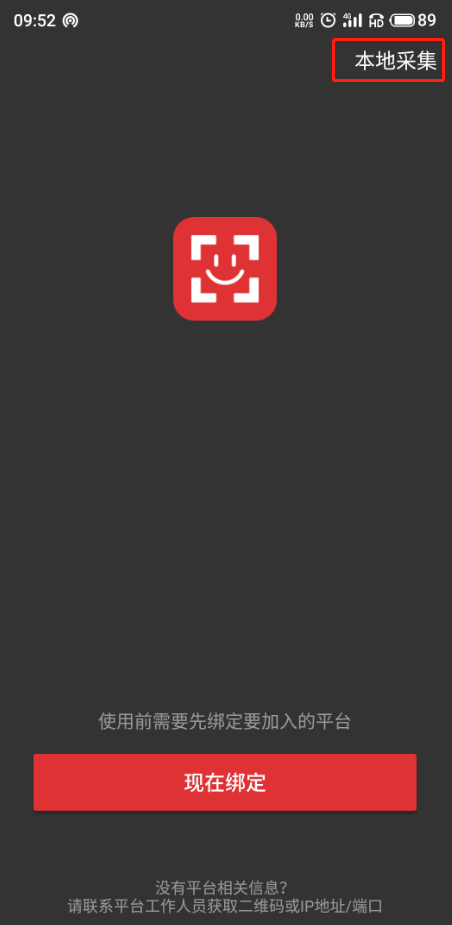 09:52
0.00
KB/S
4G
HD
89
本地采集
使用前需要先绑定要加入的平台
现在绑定
没有平台相关信息？
请联系平台工作人员获取二维码或IP地址/端口